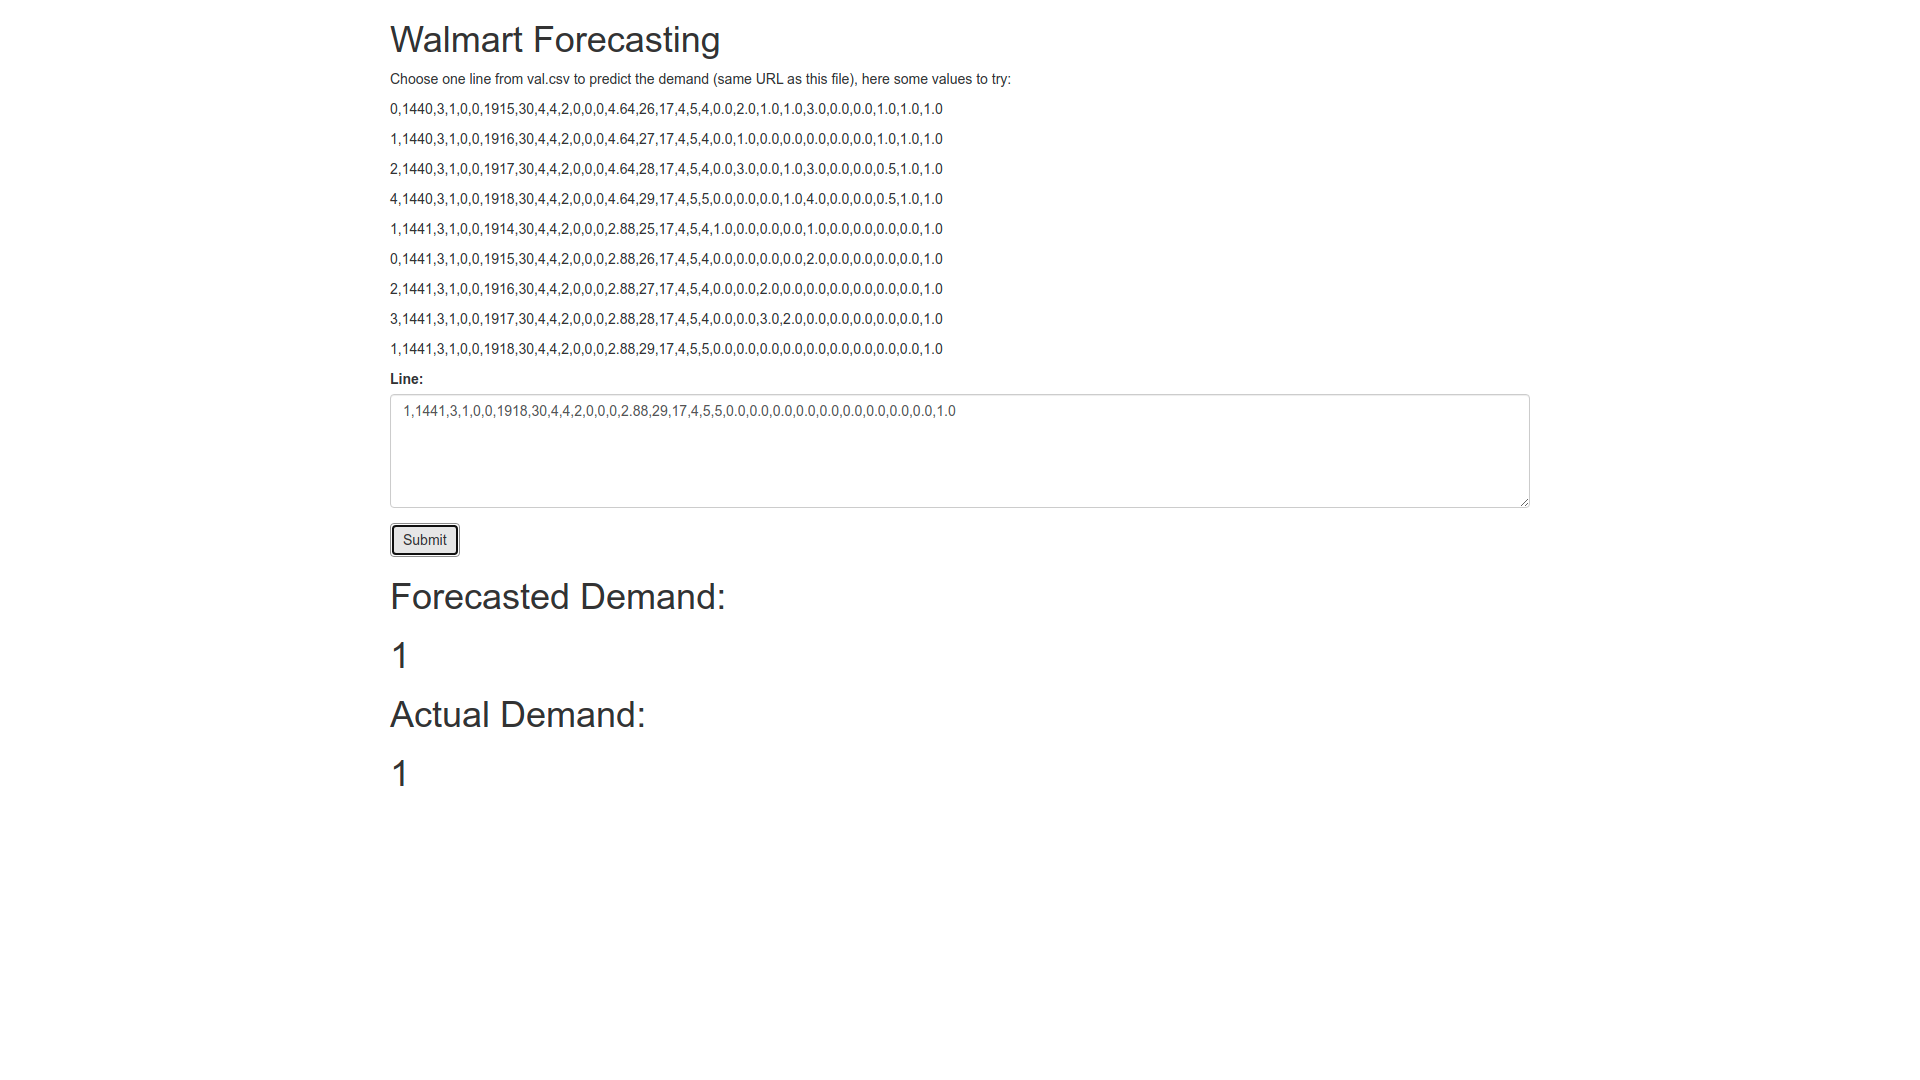 Walmart Forecasting
Choose one line from val.csv to predict the demand (same URL as this file), here some values to try:
0,1440,3,1,0,0,1915,30,4,4,2,0,0,0,4.64,26,17,4,5,4,0.0,2.0,1.0,1.0,3.0,0.0,0.0,1.0,1.0,1.0
1,1440,3,1,0,0,1916,30,4,4,2,0,0,0,4.64,27,17,4,5,4,0.0,1.0,0.0,0.0,0.0,0.0,0.0,1.0,1.0,1.0
2,1440,3,1,0,0,1917,30,4,4,2,0,0,0,4.64,28,17,4,5,4,0.0,3.0,0.0,1.0,3.0,0.0,0.0,0.5,1.0,1.0
4,1440,3,1,0,0,1918,30,4,4,2,0,0,0,4.64,29,17,4,5,5,0.0,0.0,0.0,1.0,4.0,0.0,0.0,0.5,1.0,1.0
1,1441,3,1,0,0,1914,30,4,4,2,0,0,0,2.88,25,17,4,5,4,1.0,0.0,0.0,0.0,1.0,0.0,0.0,0.0,0.0,1.0
0,1441,3,1,0,0,1915,30,4,4,2,0,0,0,2.88,26,17,4,5,4,0.0,0.0,0.0,0.0,2.0,0.0,0.0,0.0,0.0,1.0
2,1441,3,1,0,0,1916,30,4,4,2,0,0,0,2.88,27,17,4,5,4,0.0,0.0,2.0,0.0,0.0,0.0,0.0,0.0,0.0,1.0
3,1441,3,1,0,0,1917,30,4,4,2,0,0,0,2.88,28,17,4,5,4,0.0,0.0,3.0,2.0,0.0,0.0,0.0,0.0,0.0,1.0
1,1441,3,1,0,0,1918,30,4,4,2,0,0,0,2.88,29,17,4,5,5,0.0,0.0,0.0,0.0,0.0,0.0,0.0,0.0,0.0,1.0
Line:
1,1441,3,1,0,0,1918,30,4,4,2,0,0,0,2.88,29,17,4,5,5,0.0,0.0,0.0,0.0,0.0,0.0,0.0,0.0,0.0,1.0
Submit
Forecasted Demand:
1
Actual Demand:
1